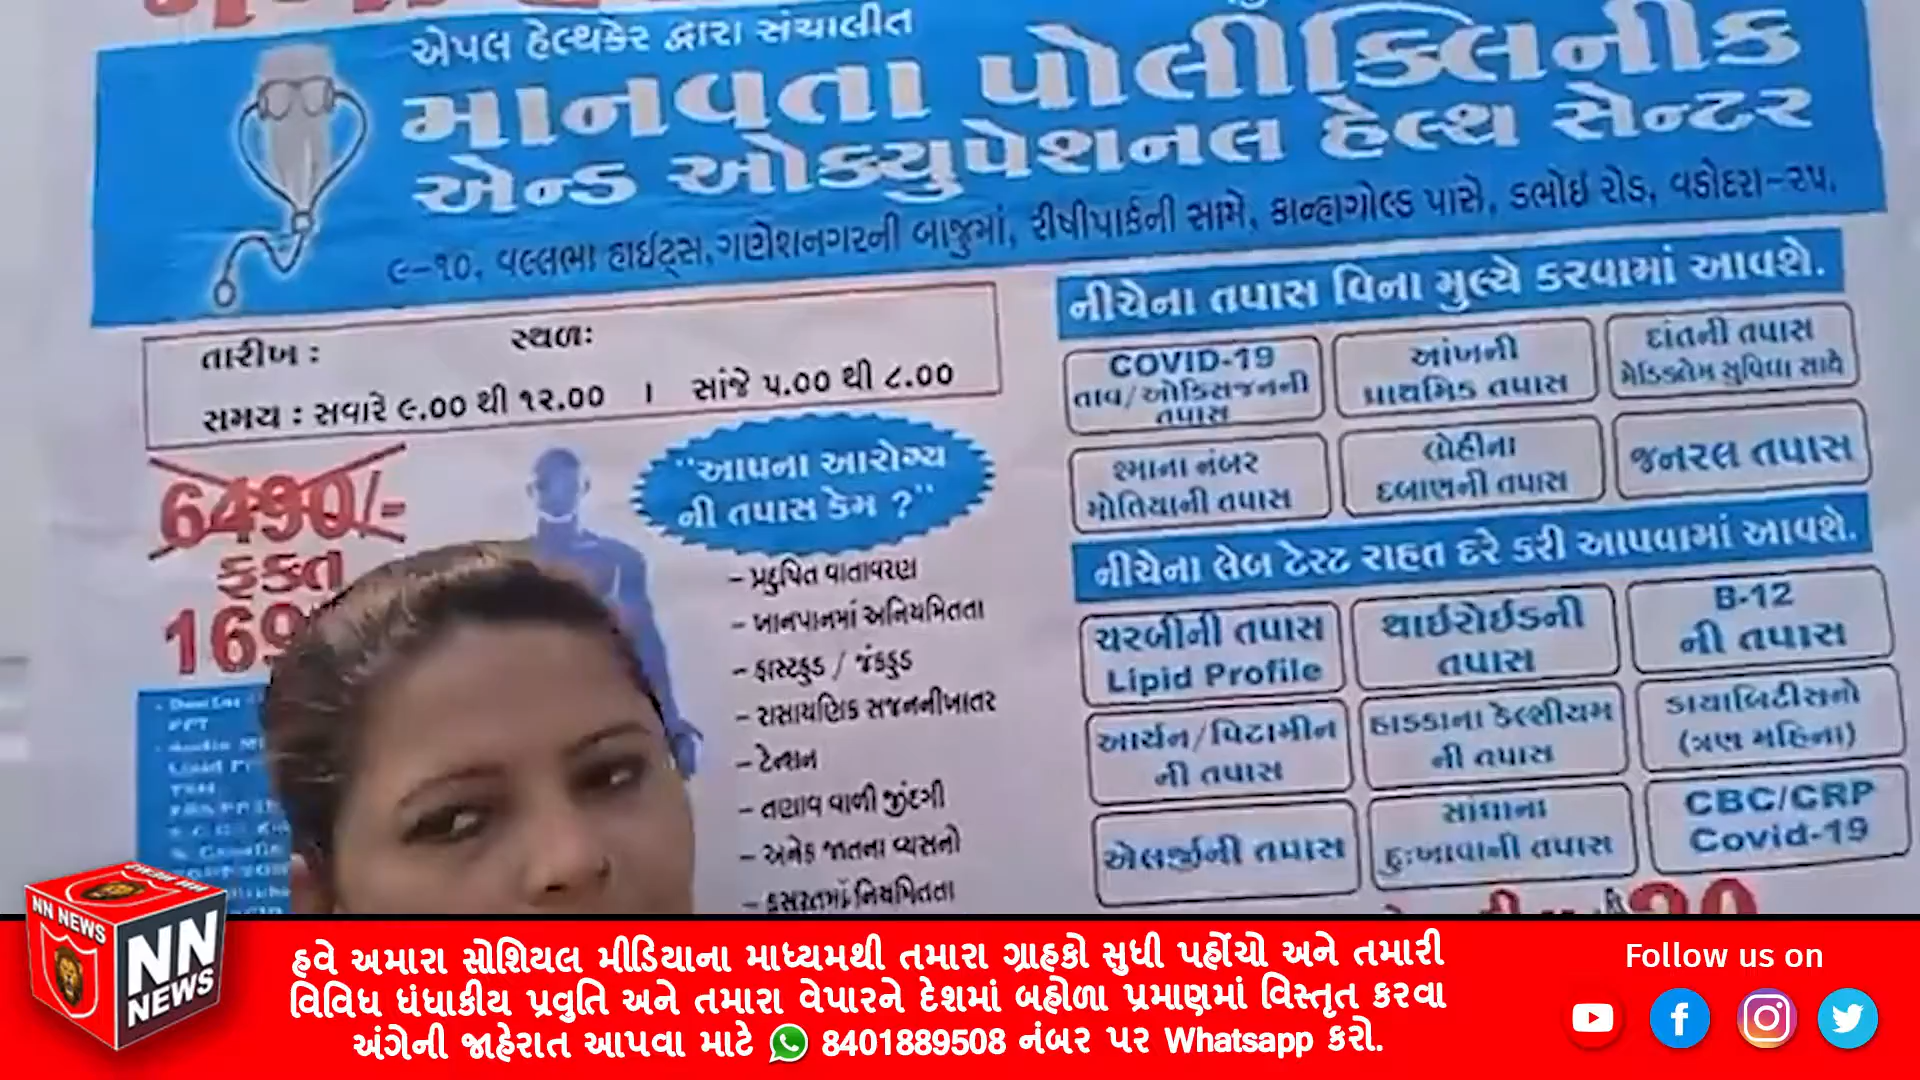 એપલ હેલ્થકેર દ્વારા સંચાલીત
માનવતા પોલીક્લિનીક
એન્ડ ઓક્યુપેશનલ હેલ્થ સેન્ટર
૯-૧૦, વલ્લભા હાઈટ્સ, ગણેશનગરની બાજુમાં, રીષીપાર્કની સામે, કાન્હાગોલ્ડ પાસે, ડભોઇ રોડ, વડોદરા-૨૫.
તારીખ : સ્થળઃ
સમય : સવારે ૯.00 થી ૧૨.00 । સાંજે ૫.00 થી ૮.00
6490/-
ફક્ત
169
"આપના આરોગ્ય
ની તપાસ કેમ ?"
- પ્રદુષિત વાતાવરણ
- ખાનપાનમાં અનિયમિતતા
- ફાસ્ટફુડ / જંકફુડ
- રાસાયણિક સજનનીખાતર
- ટેન્શન
- તણાવ વાળી જીંદગી
- અનેક જાતના વ્યસનો
- કસરતમાં નિયમિતતા
નીચેના તપાસ વિના મુલ્યે કરવામાં આવશે.
COVID-19
તાવ/ઓક્સિજનની
તપાસ
આંખની
પ્રાથમિક તપાસ
દાંતની તપાસ
મેડિકલેમ સુવિધા સાથે
ચશ્માના નંબર
મોતિયાની તપાસ
લોહીના
દબાણની તપાસ
જનરલ તપાસ
નીચેના લેબ ટેસ્ટ રાહત દરે કરી આપવામાં આવશે.
ચરબીની તપાસ
Lipid Profile
થાઈરોઈડની
તપાસ
B-12
ની તપાસ
આર્યન/વિટામીન
ની તપાસ
હાડકાના કેલ્શીયમ
ની તપાસ
ડાયાબિટીસનો
(ત્રણ મહિના)
એલર્જીની તપાસ
સાંધાના
દુઃખાવાની તપાસ
CBC/CRP
Covid-19
NN NEWS
NN
NEWS
હવે અમારા સોશિયલ મીડિયાના માધ્યમથી તમારા ગ્રાહકો સુધી પહોંચો અને તમારી
વિવિધ ધંધાકીય પ્રવુતિ અને તમારા વેપારને દેશમાં બહોળા પ્રમાણમાં વિસ્તૃત કરવા
અંગેની જાહેરાત આપવા માટે 8401889508 નંબર પર Whatsapp કરો.
Follow us on